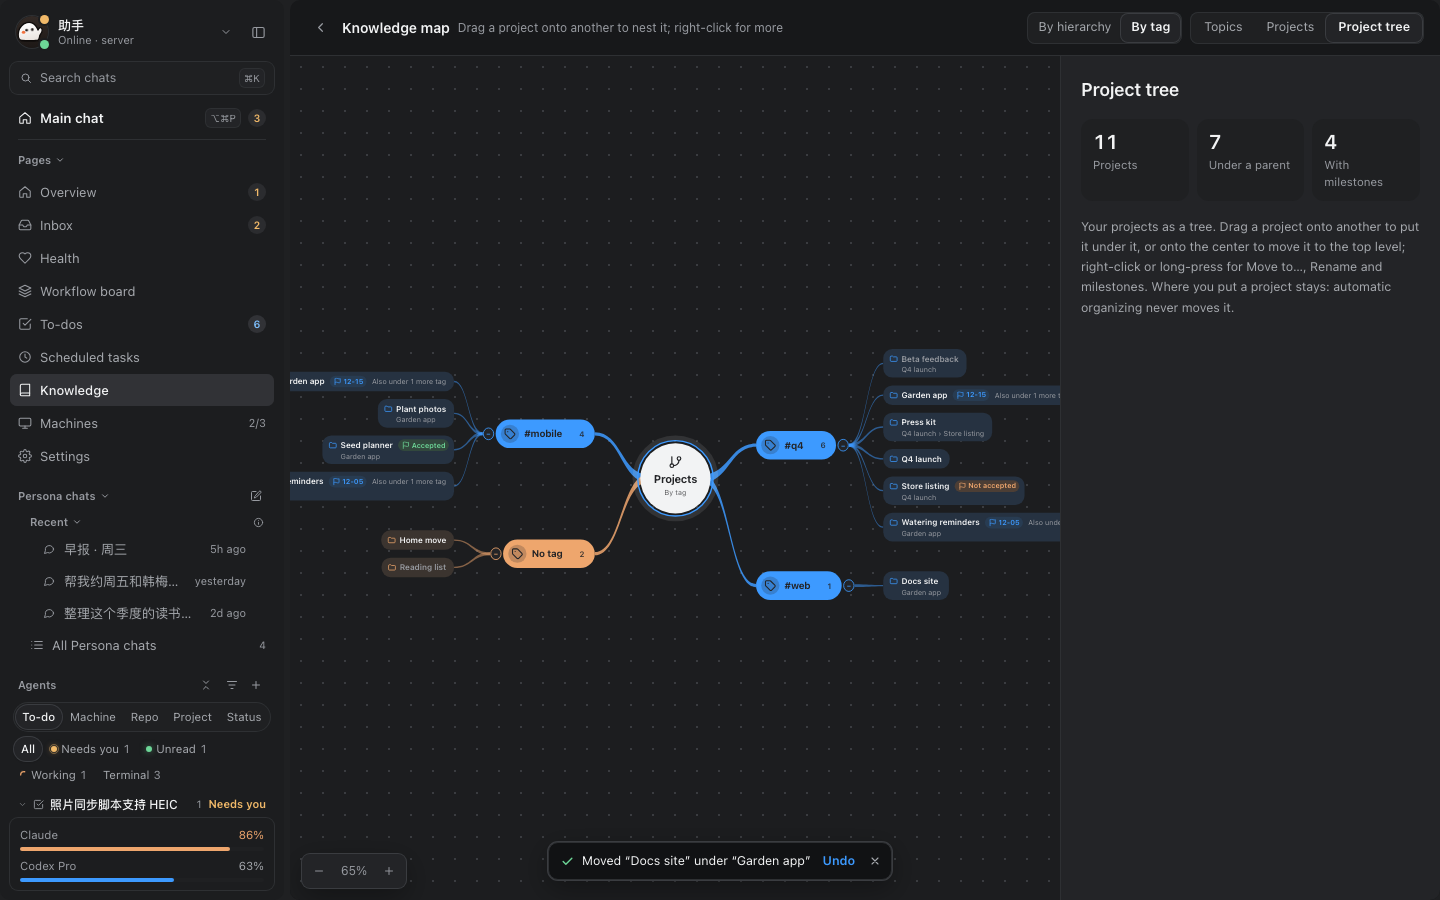 助手
Online · server
Search chats
⌘K
Main chat
⌥⌘P
3
Pages
Overview
1
Inbox
2
Health
Workflow board
To-dos
6
Scheduled tasks
Knowledge
Machines
2/3
Settings
Persona chats
Recent
早报 · 周三
5h ago
帮我约周五和韩梅...
yesterday
整理这个季度的读书...
2d ago
All Persona chats
4
Agents
To-do
Machine
Repo
Project
Status
All
Needs you 1
Unread 1
Working 1
Terminal 3
照片同步脚本支持 HEIC
1
Needs you
Claude
86%
Codex Pro
63%
Knowledge map
Drag a project onto another to nest it; right-click for more
By hierarchy
By tag
Topics
Projects
Project tree
rden app
12-15
Also under 1 more tag
Plant photos
Garden app
Seed planner
Accepted
Garden app
eminders
12-05
Also under 1 more tag
#mobile
4
Home move
Reading list
No tag
2
Projects
By tag
#q4
6
Beta feedback
Q4 launch
Garden app
12-15
Also under 1 more t
Press kit
Q4 launch › Store listing
Q4 launch
Store listing
Not accepted
Q4 launch
Watering reminders
12-05
Also unde
Garden app
#web
1
Docs site
Garden app
65%
Moved “Docs site” under “Garden app”
Undo
Project tree
11
Projects
7
Under a parent
4
With
milestones
Your projects as a tree. Drag a project onto another to put
it under it, or onto the center to move it to the top level;
right-click or long-press for Move to…, Rename and
milestones. Where you put a project stays: automatic
organizing never moves it.